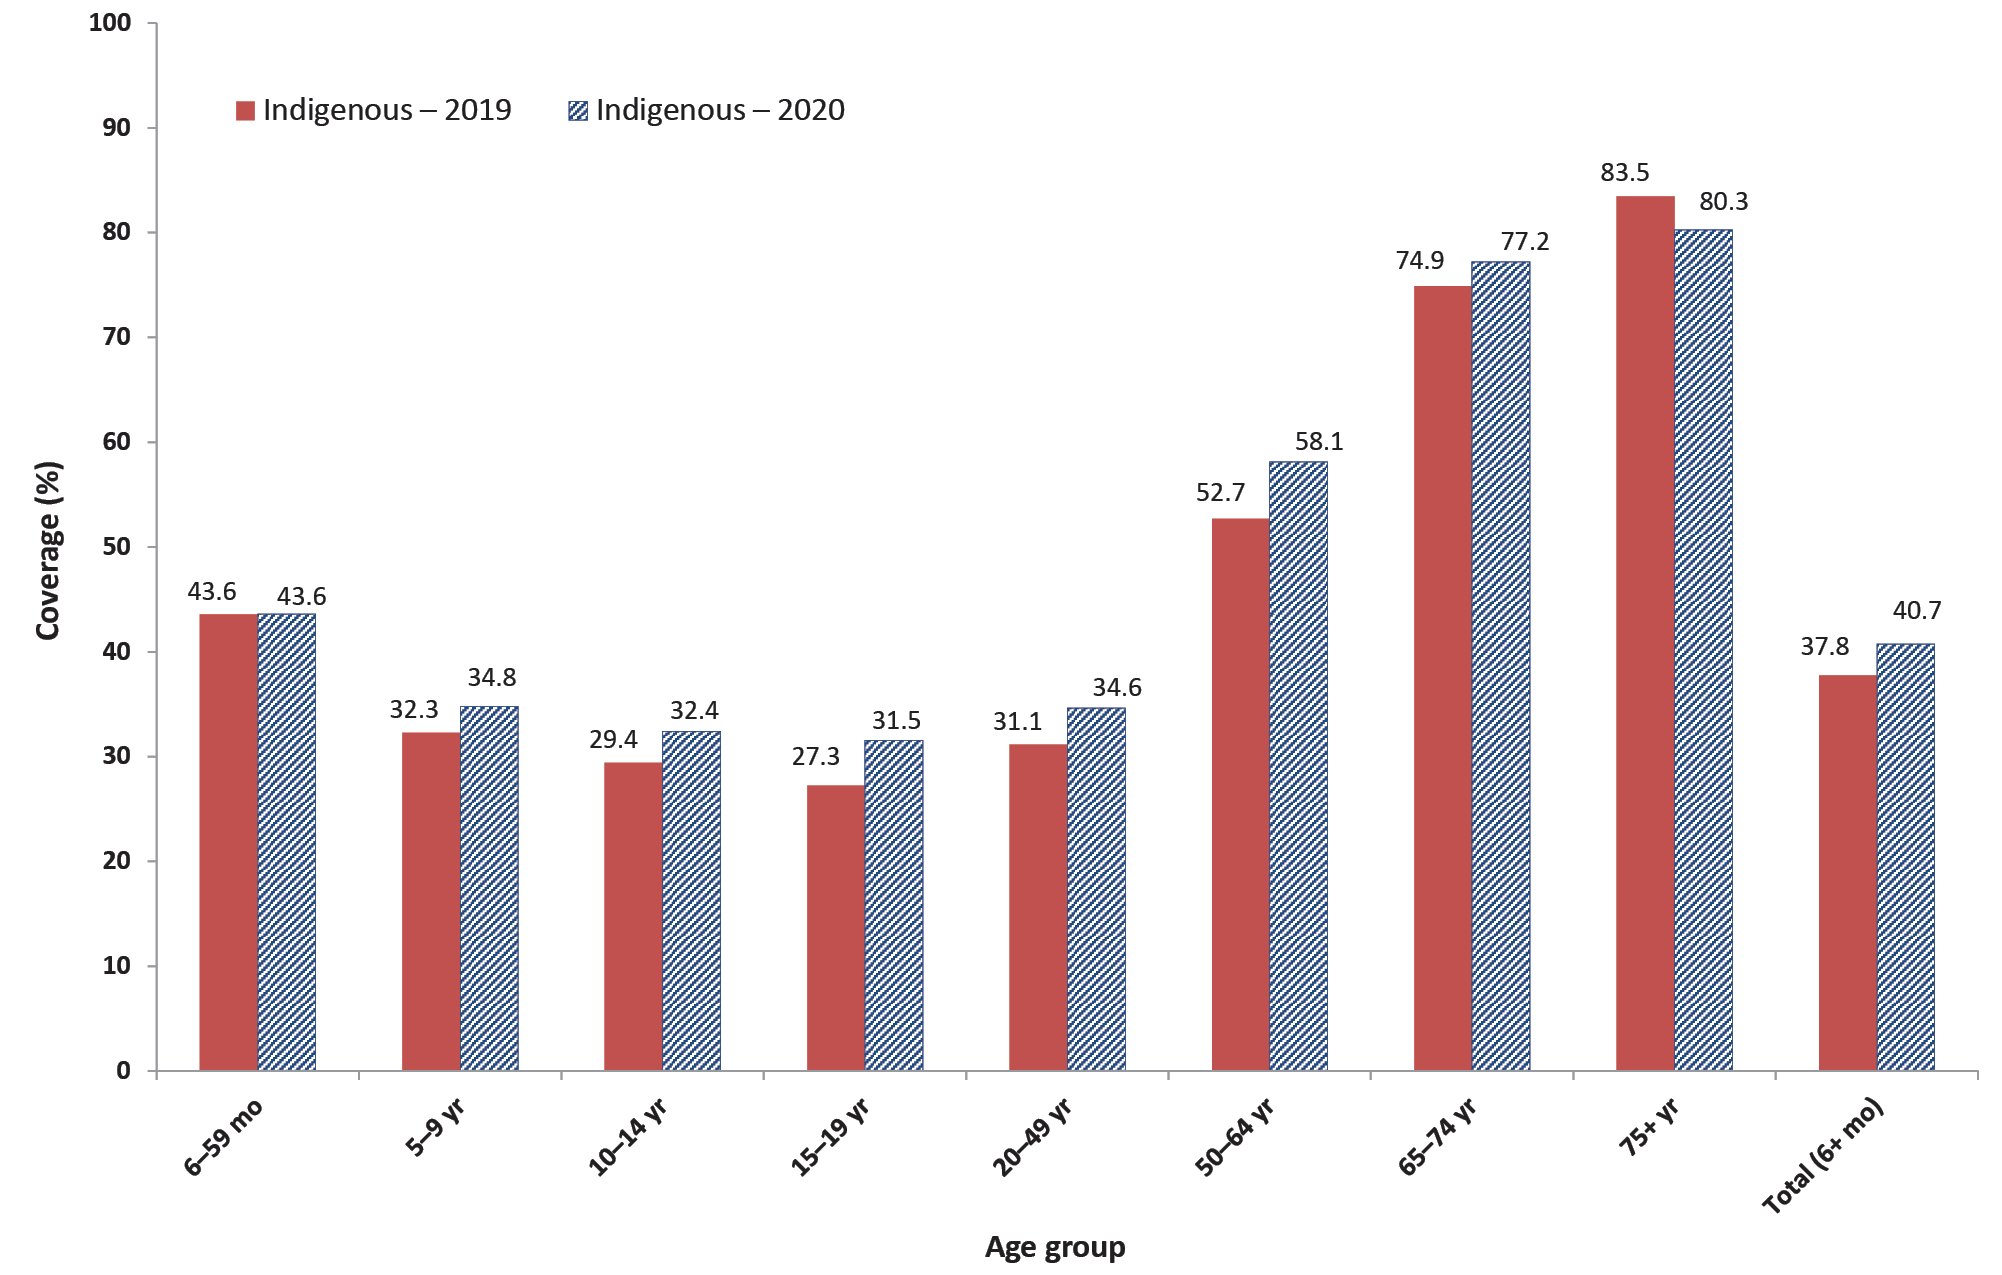 100
90
80
70
60
50
40
30
20
10
0
Coverage (%)
Indigenous – 2019
Indigenous – 2020
43.6
43.6
32.3
34.8
29.4
32.4
27.3
31.5
31.1
34.6
52.7
58.1
74.9
77.2
83.5
80.3
37.8
40.7
6–59 mo
5–9 yr
10–14 yr
15–19 yr
20–49 yr
50–64 yr
65–74 yr
75+ yr
Total (6+ mo)
Age group